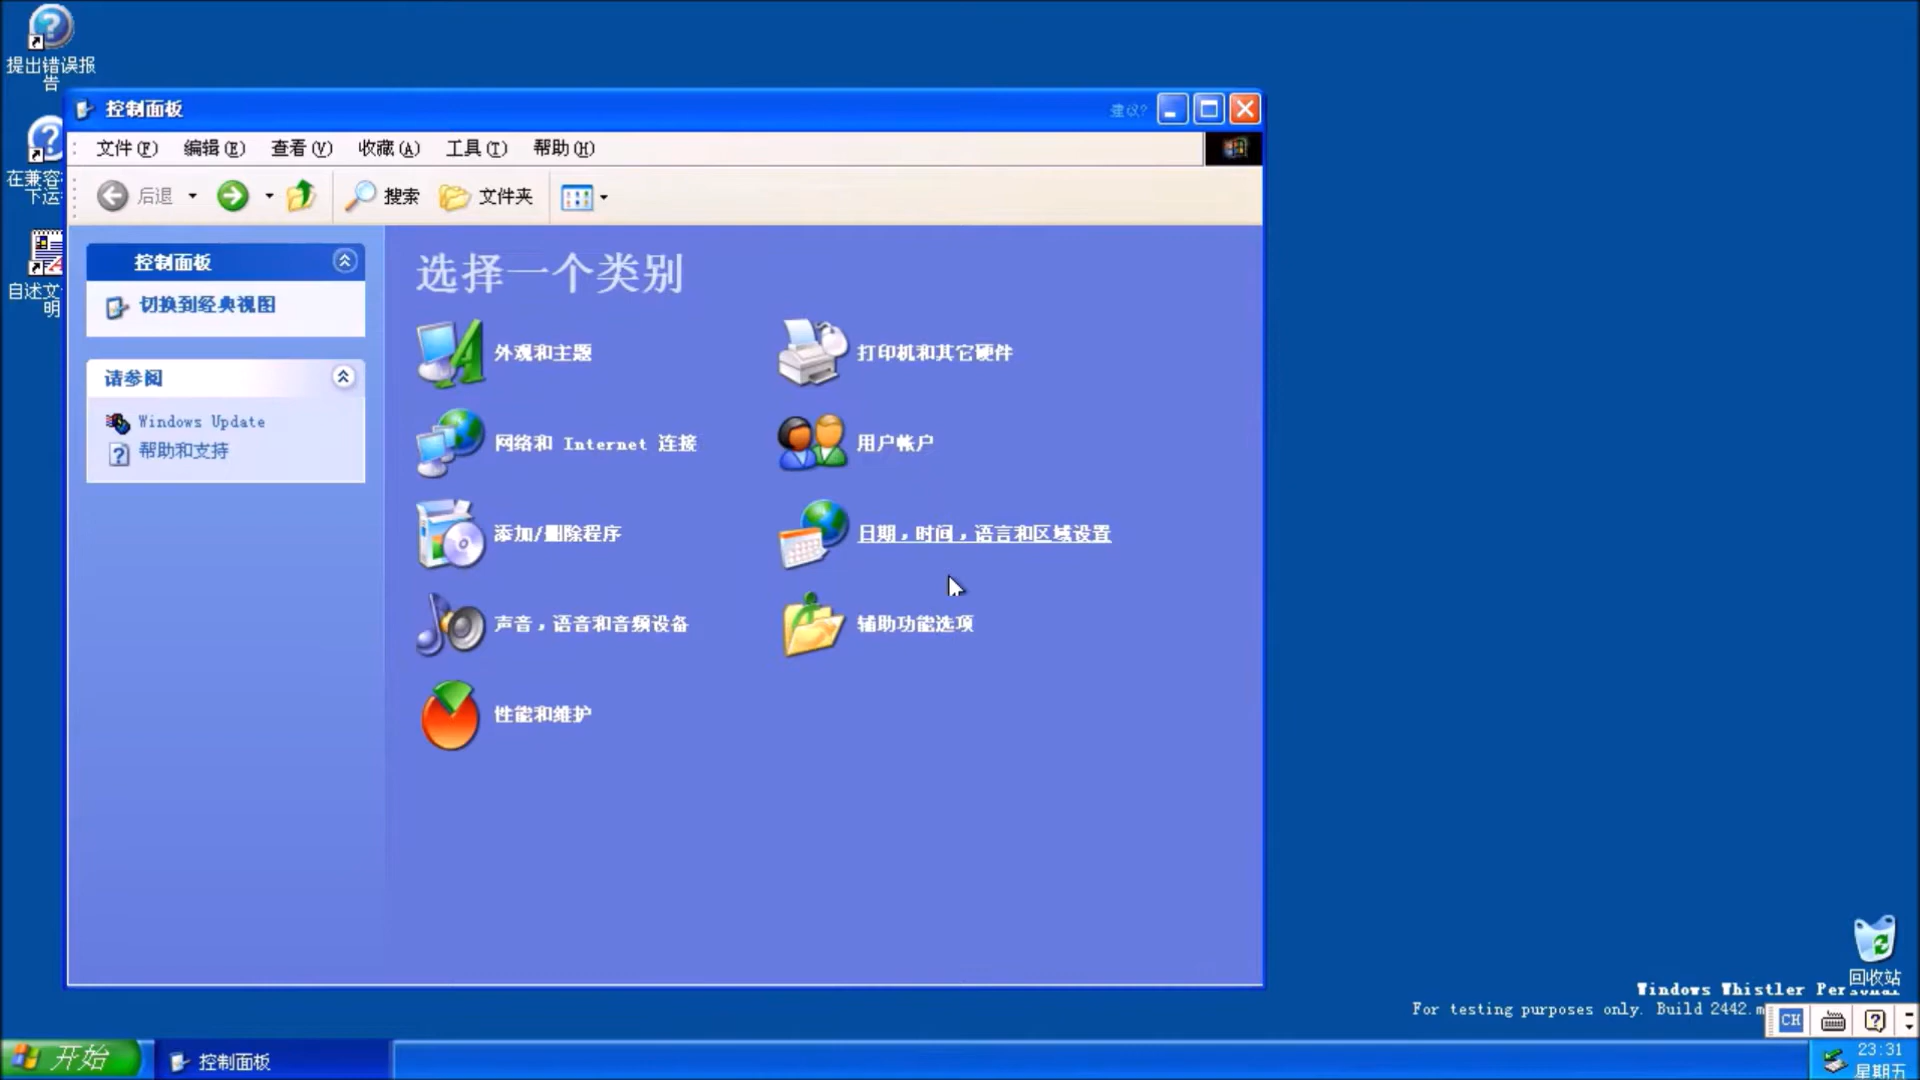 提出错误报
告
在兼容
下运
自述文
明
控制面板
建议?
文件(F) 编辑(E) 查看(V) 收藏(A) 工具(T) 帮助(H)
后退 搜索 文件夹
控制面板
切换到经典视图
请参阅
Windows Update
帮助和支持
选择一个类别
外观和主题
打印机和其它硬件
网络和 Internet 连接
用户帐户
添加/删除程序
日期，时间，语言和区域设置
声音，语音和音频设备
辅助功能选项
性能和维护
回收站
Windows Whistler Personal
For testing purposes only. Build 2442.m
CH
开始
控制面板
23:31
星期五